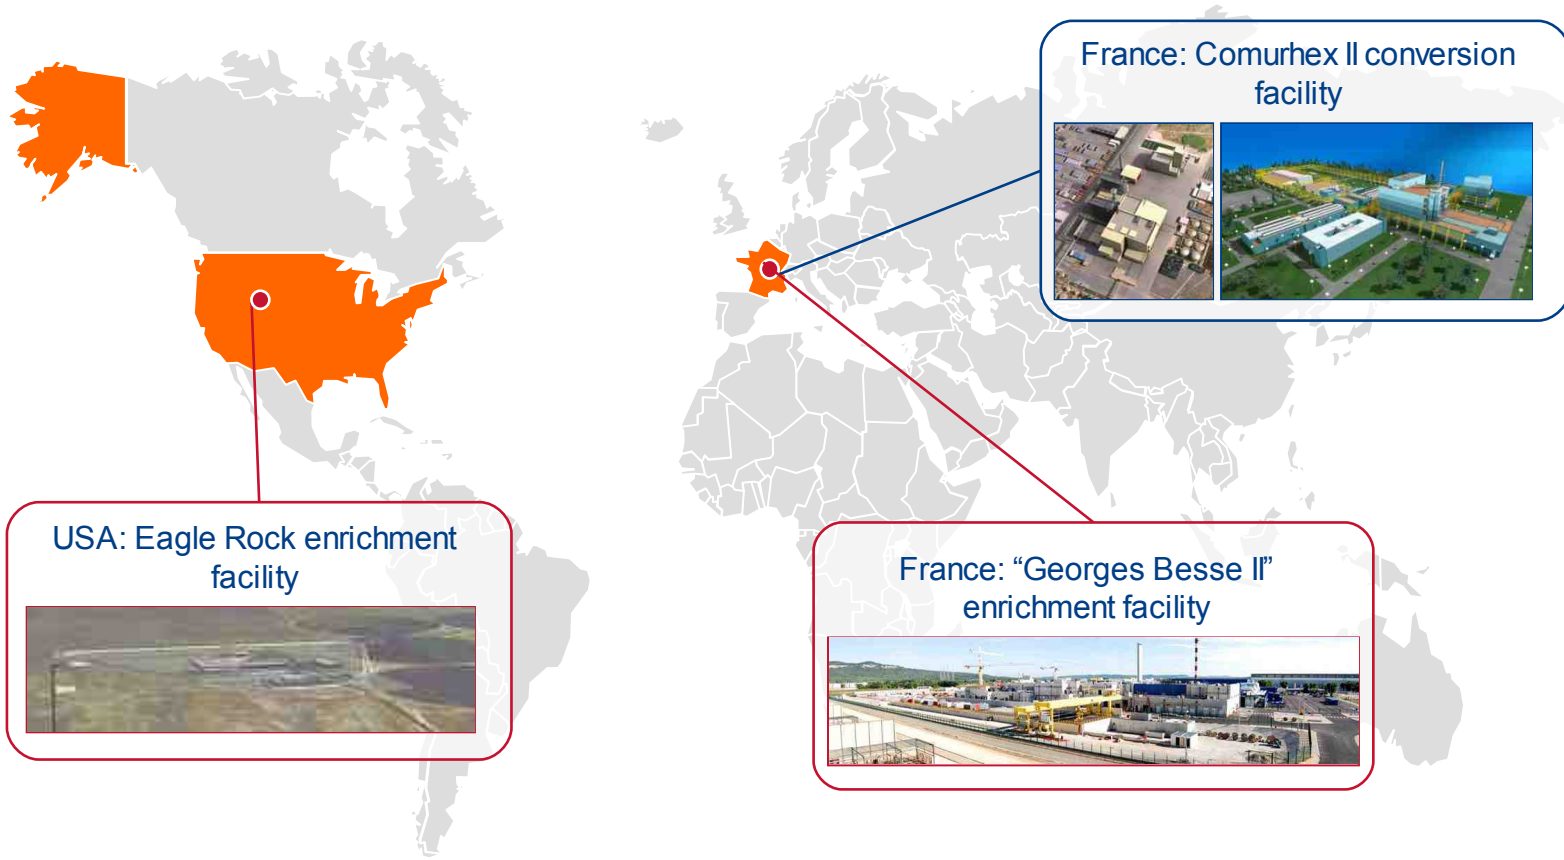 France: Comurhex II conversion
facility
USA: Eagle Rock enrichment
facility
France: “Georges Besse II”
enrichment facility